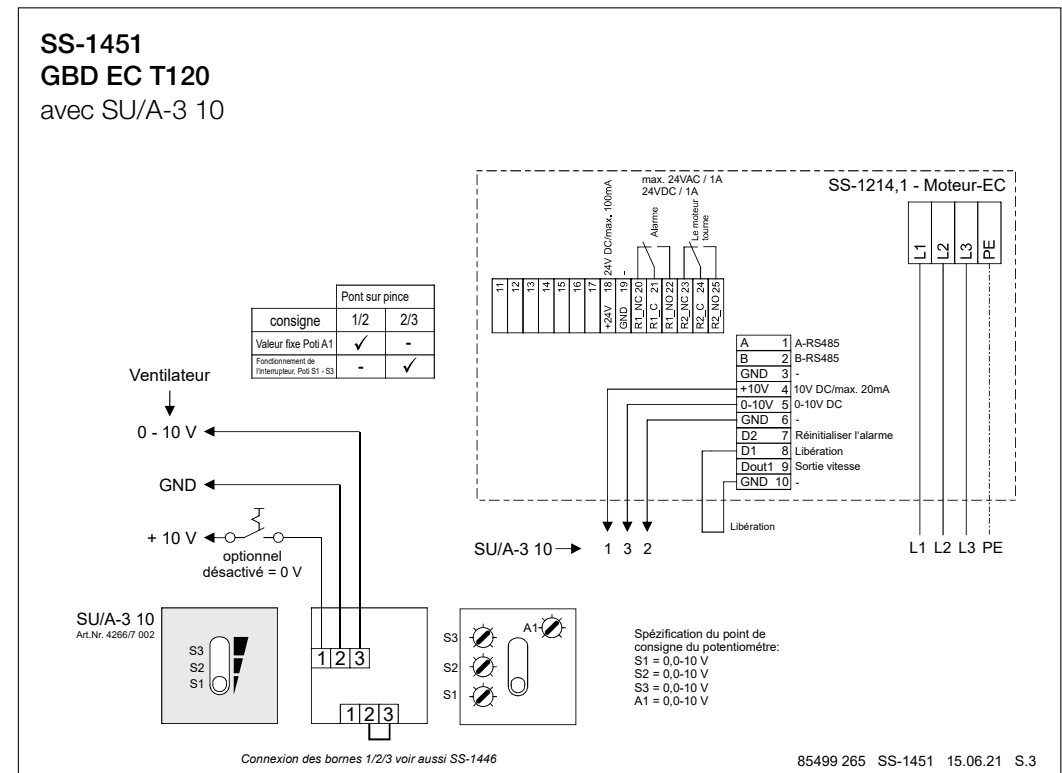 SS-1451
GBD EC T120
avec SU/A-3 10
SS-1214,1 - Moteur-EC
max. 24VAC / 1A
24VDC / 1A
24V DC/max. 100mA
-
Alarme
Le moteur
tourne
11
12
13
14
15
16
17
+24V 18
GND 19
R1_NC 20
R1_C 21
R1_NO 22
R2_NC 23
R2_C 24
R2_NO 25
L1
L2
L3
PE
A 1 A-RS485
B 2 B-RS485
GND 3 -
+10V 4 10V DC/max. 20mA
0-10V 5 0-10V DC
GND 6 -
D2 7 Réinitialiser l'alarme
D1 8 Libération
Dout1 9 Sortie vitesse
GND 10 -
Libération
SU/A-3 10 1 3 2
L1 L2 L3 PE
Pont sur pince
consigne 1/2 2/3
Valeur fixe Poti A1 ✓ -
Fonctionnement de
l'interrupteur, Poti S1 - S3 - ✓
Ventilateur
0 - 10 V
GND
+ 10 V
optionnel
désactivé = 0 V
SU/A-3 10
Art.Nr. 4266/7 002
S3
S2
S1
1 2 3
1 2 3
S3
S2
S1
A1
Spézification du point de
consigne du potentiométre:
S1 = 0,0-10 V
S2 = 0,0-10 V
S3 = 0,0-10 V
A1 = 0,0-10 V
Connexion des bornes 1/2/3 voir aussi SS-1446
85499 265 SS-1451 15.06.21 S.3